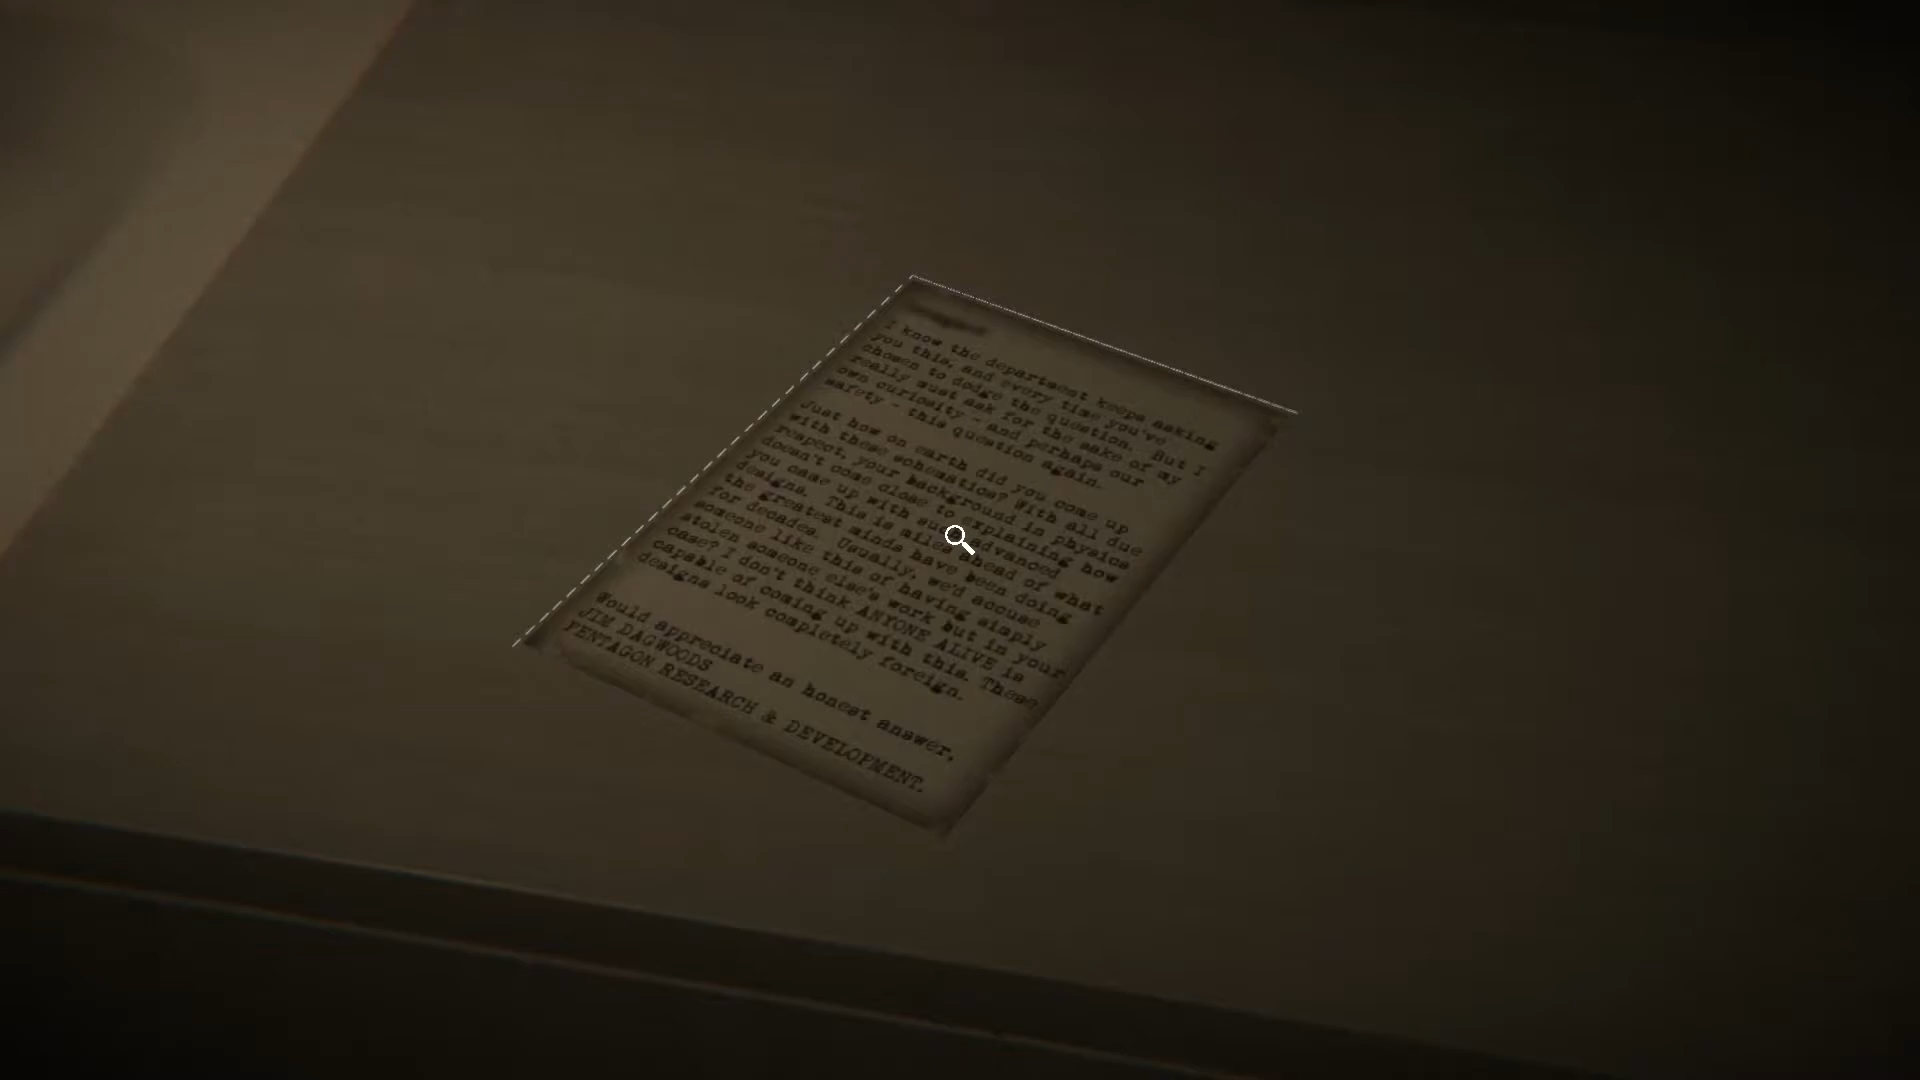 I know the department keeps asking
you this, and every time you've
chosen to dodge the question. But I
really must ask for the sake of my
own curiosity - and perhaps our
safety - this question again.
Just how on earth did you come up
with these schematics? With all due
respect, your background in physics
doesn't come close to explaining how
you came up with such advanced
designs. This is miles ahead of what
the greatest minds have been doing
for decades. Usually, we'd accuse
someone like this of having simply
stolen someone else's work but in your
case? I don't think ANYONE ALIVE is
capable of coming up with this. These
designs look completely foreign.
Would appreciate an honest answer,
JIM DAGWOODS
PENTAGON RESEARCH & DEVELOPMENT.